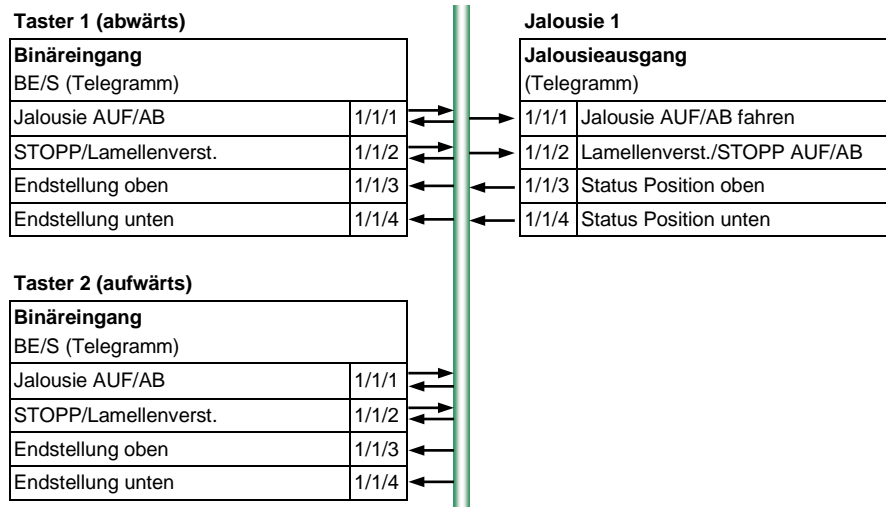 Taster 1 (abwärts)
Binäreingang
BE/S (Telegramm)
Jalousie AUF/AB 1/1/1
STOPP/Lamellenverst. 1/1/2
Endstellung oben 1/1/3
Endstellung unten 1/1/4
Jalousie 1
Jalousieausgang
(Telegramm)
1/1/1 Jalousie AUF/AB fahren
1/1/2 Lamellenverst./STOPP AUF/AB
1/1/3 Status Position oben
1/1/4 Status Position unten
Taster 2 (aufwärts)
Binäreingang
BE/S (Telegramm)
Jalousie AUF/AB 1/1/1
STOPP/Lamellenverst. 1/1/2
Endstellung oben 1/1/3
Endstellung unten 1/1/4